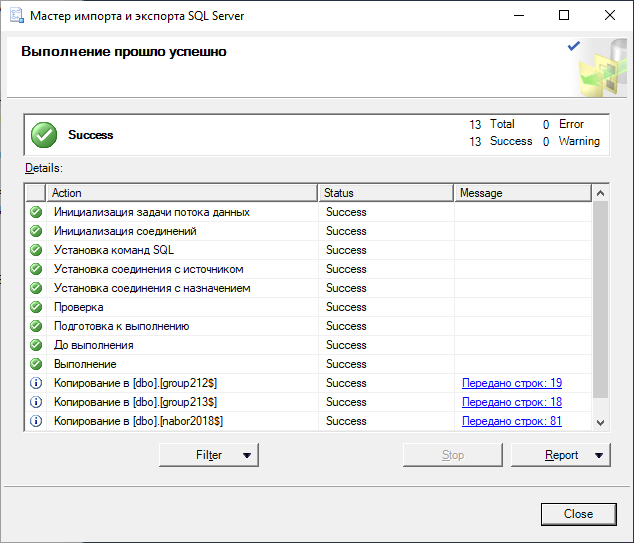 Мастер импорта и экспорта SQL Server
Выполнение прошло успешно
Success
13 Total 0 Error
13 Success 0 Warning
Details:
Action Status Message
Инициализация задачи потока данных Success
Инициализация соединений Success
Установка команд SQL Success
Установка соединения с источником Success
Установка соединения с назначением Success
Проверка Success
Подготовка к выполнению Success
До выполнения Success
Выполнение Success
Копирование в [dbo].[group212$] Success Передано строк: 19
Копирование в [dbo].[group213$] Success Передано строк: 18
Копирование в [dbo].[nabor2018$] Success Передано строк: 81
Filter Stop Report
Close